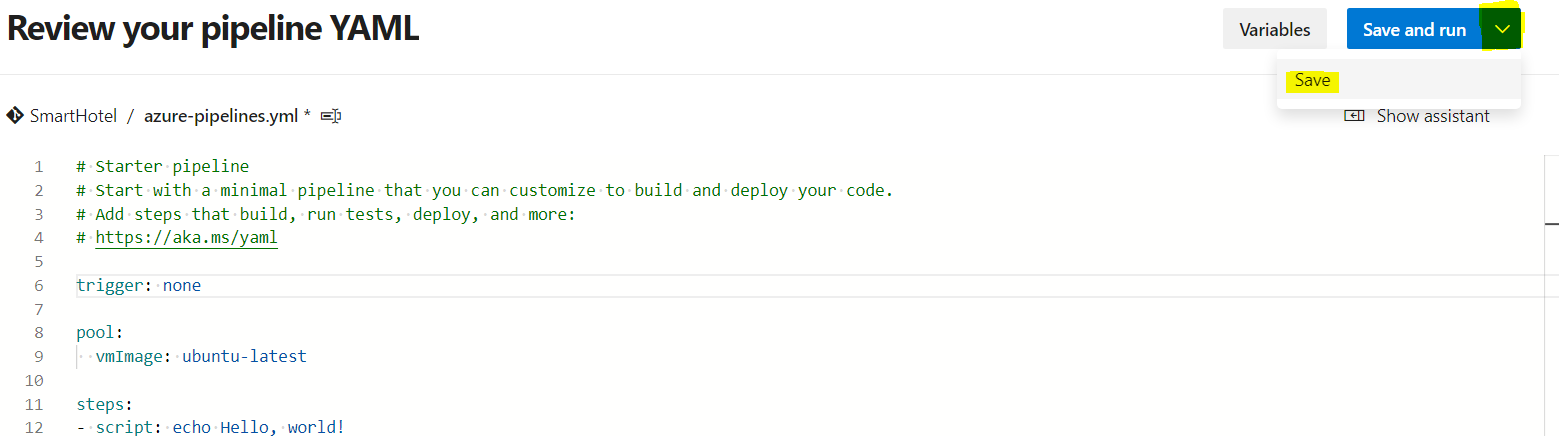 Review your pipeline YAML
Variables
Save and run
Save
SmartHotel / azure-pipelines.yml *
Show assistant
1 # Starter pipeline
2 # Start with a minimal pipeline that you can customize to build and deploy your code.
3 # Add steps that build, run tests, deploy, and more:
4 # https://aka.ms/yaml
5
6 trigger: none
7
8 pool:
9   vmImage: ubuntu-latest
10
11 steps:
12 - script: echo Hello, world!